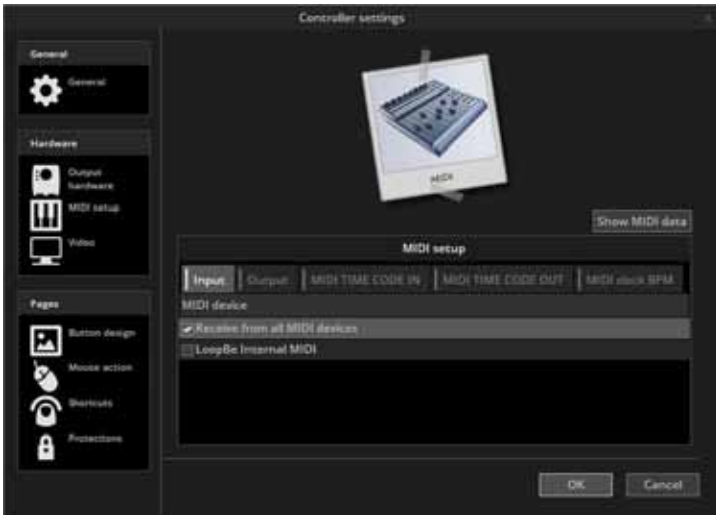 Controller settings
General
General
Hardware
Output
hardware
MIDI setup
Video
Pages
Button design
Mouse action
Shortcuts
Protections
MIDI
Show MIDI data
MIDI setup
Input
Output
MIDI TIME CODE IN
MIDI TIME CODE OUT
MIDI clock BPM
MIDI device
Receive from all MIDI devices
LoopBe Internal MIDI
OK
Cancel